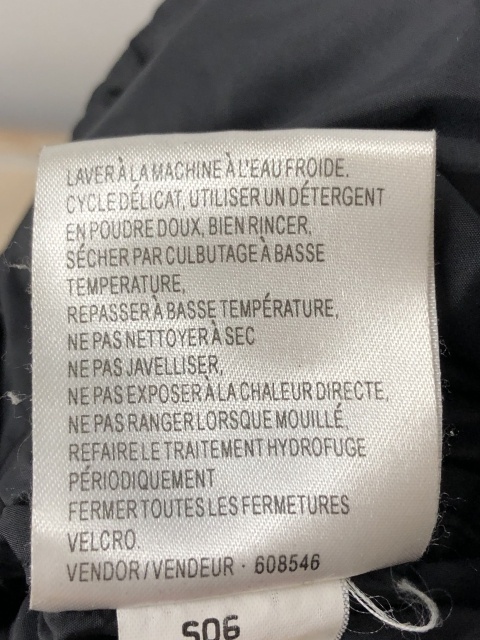 LAVER À LA MACHINE À L'EAU FROIDE,
CYCLE DÉLICAT, UTILISER UN DÉTERGENT
EN POUDRE DOUX, BIEN RINCER,
SÉCHER PAR CULBUTAGE À BASSE
TEMPERATURE,
REPASSER À BASSE TEMPÉRATURE,
NE PAS NETTOYER À SEC
NE PAS JAVELLISER,
NE PAS EXPOSER À LA CHALEUR DIRECTE,
NE PAS RANGER LORSQUE MOUILLÉ,
REFAIRE LE TRAITEMENT HYDROFUGE
PÉRIODIQUEMENT
FERMER TOUTES LES FERMETURES
VELCRO.
VENDOR/VENDEUR · 608546
S06